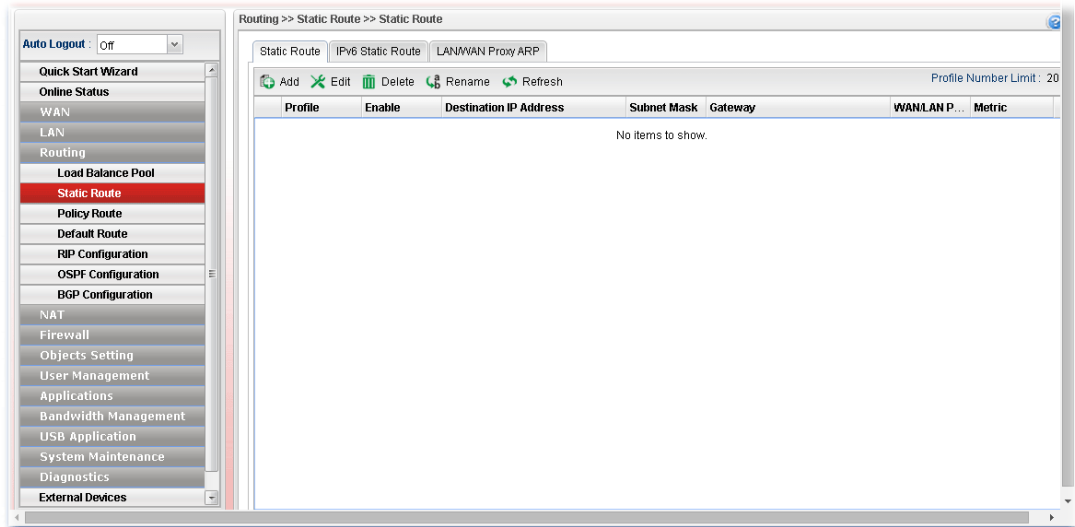 Routing >> Static Route >> Static Route
Auto Logout : Off
Quick Start Wizard
Online Status
WAN
LAN
Routing
Load Balance Pool
Static Route
Policy Route
Default Route
RIP Configuration
OSPF Configuration
BGP Configuration
NAT
Firewall
Objects Setting
User Management
Applications
Bandwidth Management
USB Application
System Maintenance
Diagnostics
External Devices
Static Route IPv6 Static Route LAN/WAN Proxy ARP
Add Edit Delete Rename Refresh Profile Number Limit : 20
Profile Enable Destination IP Address Subnet Mask Gateway WAN/LAN P... Metric
No items to show.